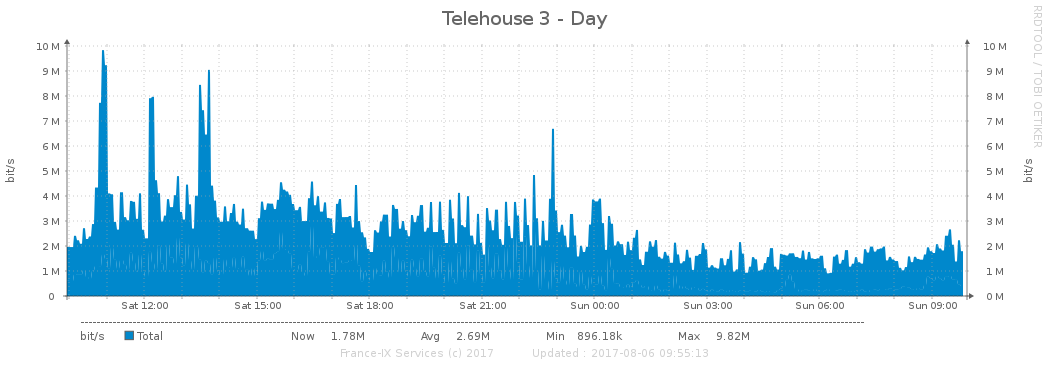 Telehouse 3 - Day
RRDTOOL / TOBI OETIKER
bit/s
10 M
9 M
8 M
7 M
6 M
5 M
4 M
3 M
2 M
1 M
0
10 M
9 M
8 M
7 M
6 M
5 M
4 M
3 M
2 M
1 M
0 M
bit/s
Sat 12:00 Sat 15:00 Sat 18:00 Sat 21:00 Sun 00:00 Sun 03:00 Sun 06:00 Sun 09:00
bit/s Total Now 1.78M Avg 2.69M Min 896.18k Max 9.82M
France-IX Services (c) 2017 Updated : 2017-08-06 09:55:13